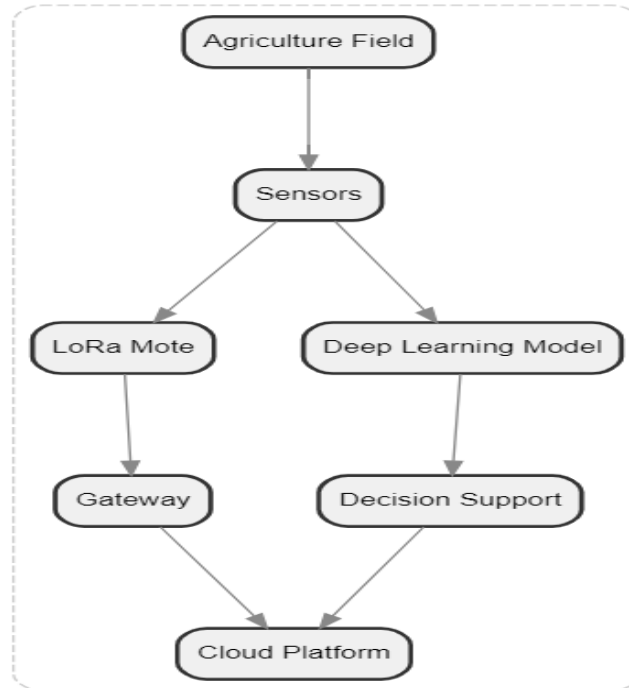 Agriculture Field
Sensors
LoRa Mote
Deep Learning Model
Gateway
Decision Support
Cloud Platform